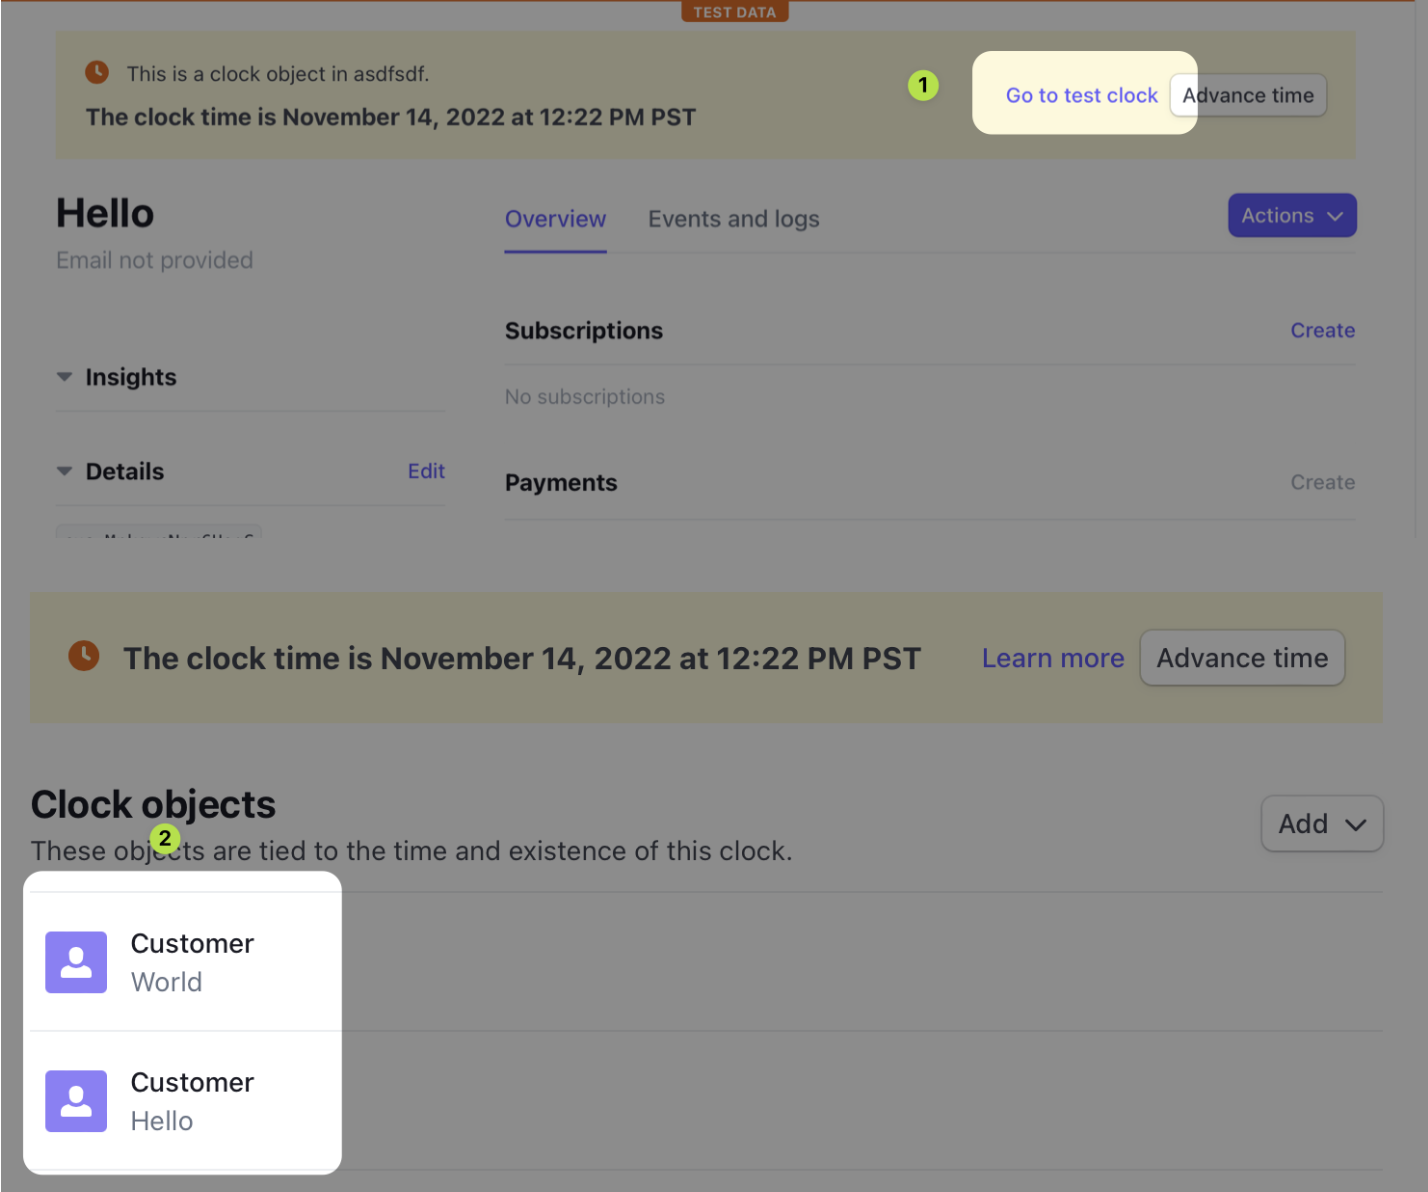 TEST DATA
This is a clock object in asdfsdf.
The clock time is November 14, 2022 at 12:22 PM PST
1
Go to test clock
Advance time
Hello
Email not provided
Overview
Events and logs
Actions
Subscriptions
Create
Insights
No subscriptions
Details
Edit
Payments
Create
The clock time is November 14, 2022 at 12:22 PM PST
Learn more
Advance time
Clock objects
Add
2
These objects are tied to the time and existence of this clock.
Customer
World
Customer
Hello